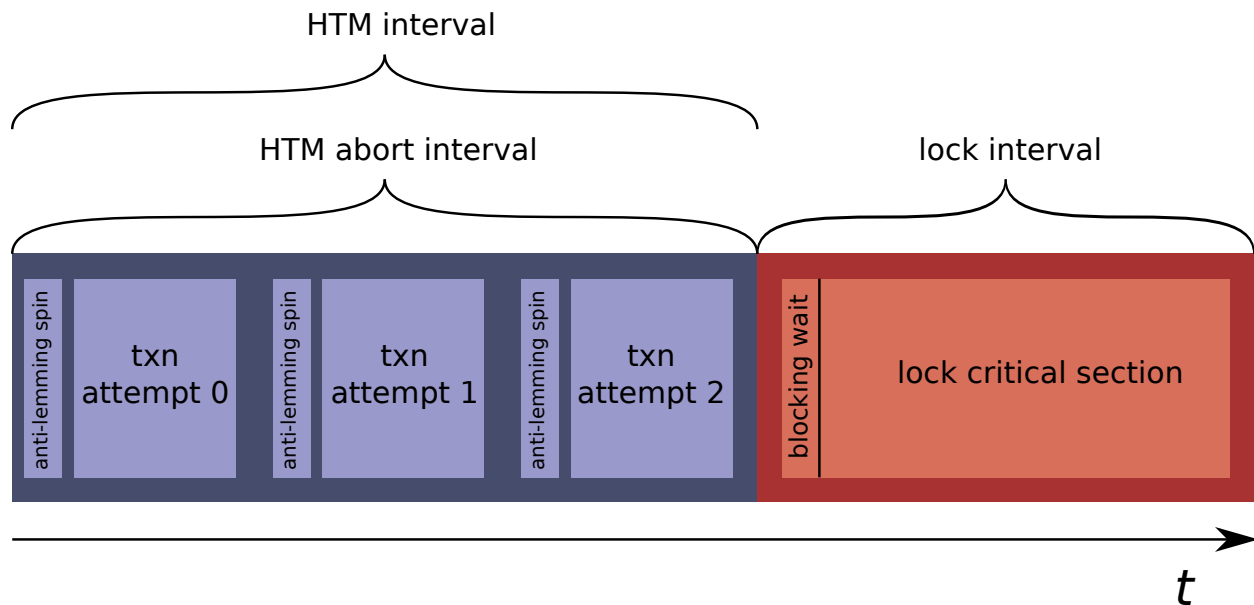 HTM interval
HTM abort interval
lock interval
anti-lemming spin
txn
attempt 0
anti-lemming spin
txn
attempt 1
anti-lemming spin
txn
attempt 2
blocking wait
lock critical section
t